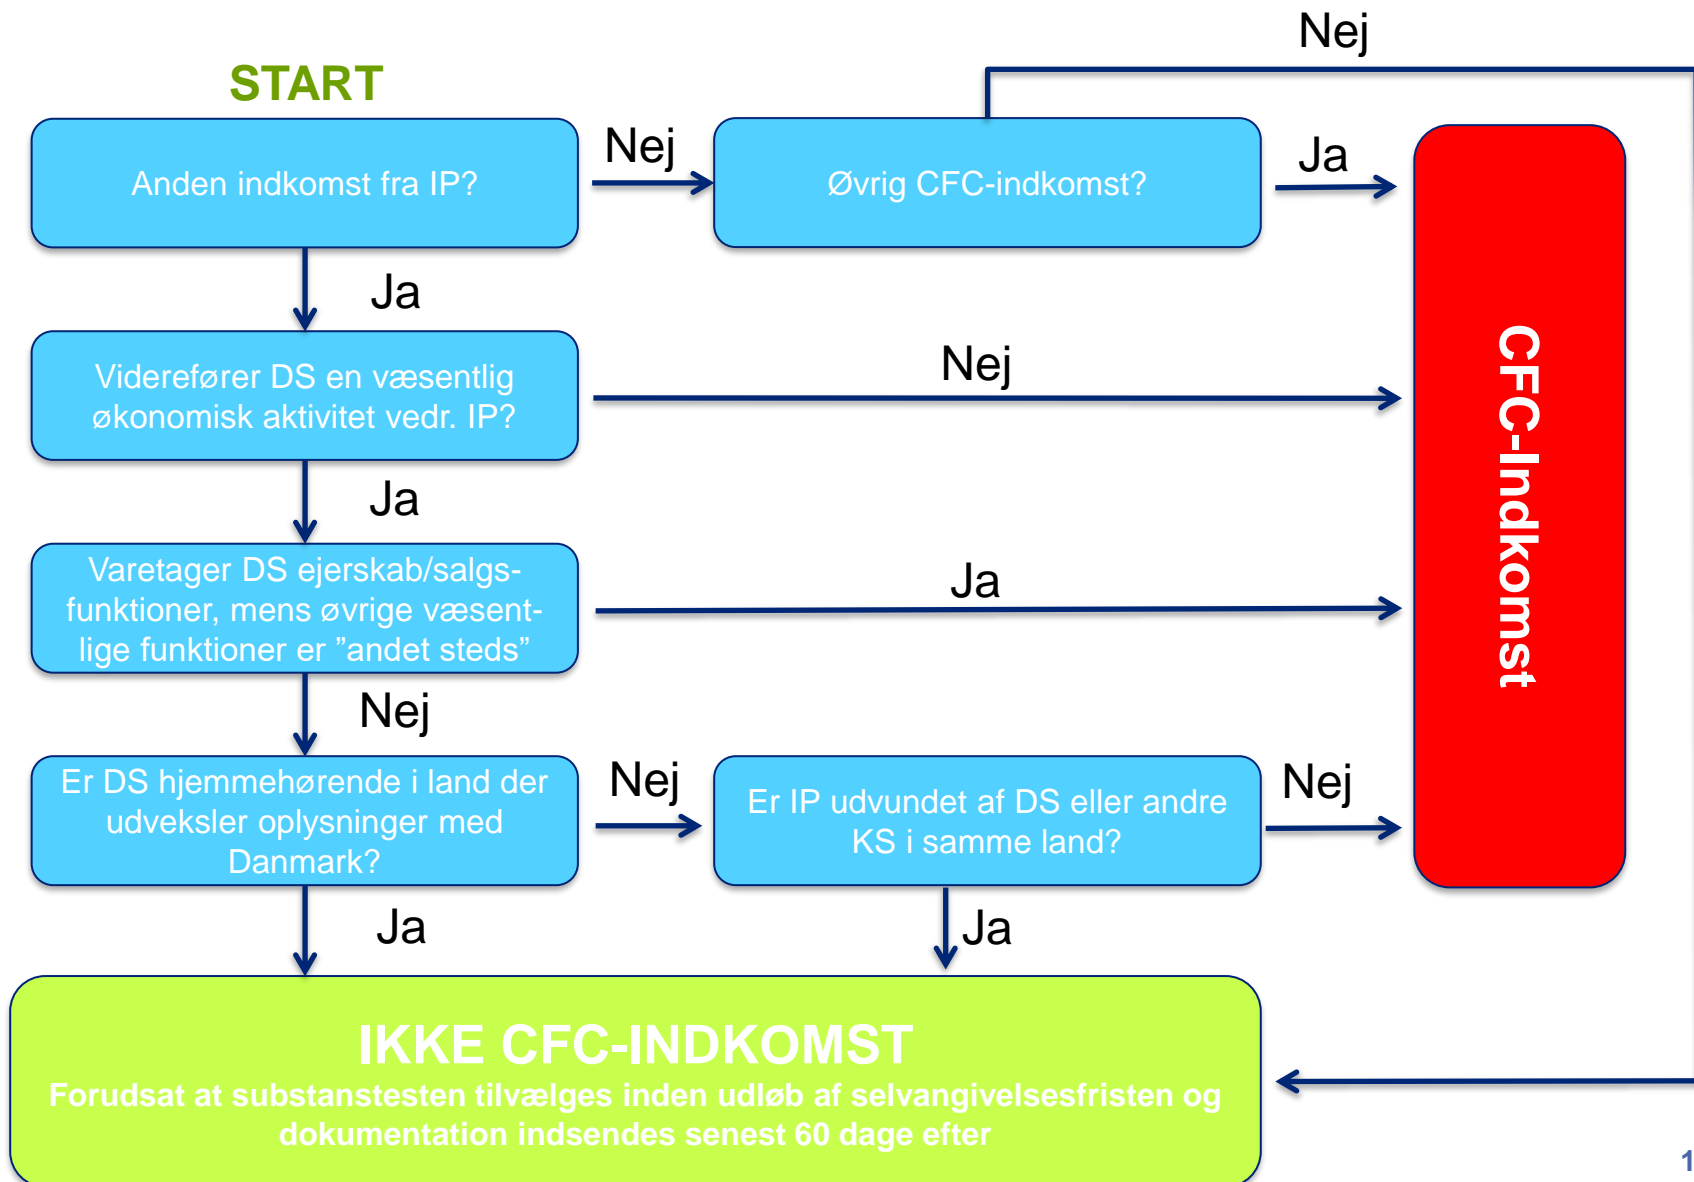 START
Nej
Anden indkomst fra IP?
Nej
Øvrig CFC-indkomst?
Ja
Ja
Viderefører DS en væsentlig
økonomisk aktivitet vedr. IP?
Nej
Ja
Varetager DS ejerskab/salgs-
funktioner, mens øvrige væsent-
lige funktioner er ”andet steds”
Ja
CFC-Indkomst
Nej
Er DS hjemmehørende i land der
udveksler oplysninger med
Danmark?
Nej
Er IP udvundet af DS eller andre
KS i samme land?
Nej
Ja
Ja
IKKE CFC-INDKOMST
Forudsat at substanstesten tilvælges inden udløb af selvangivelsesfristen og
dokumentation indsendes senest 60 dage efter
1